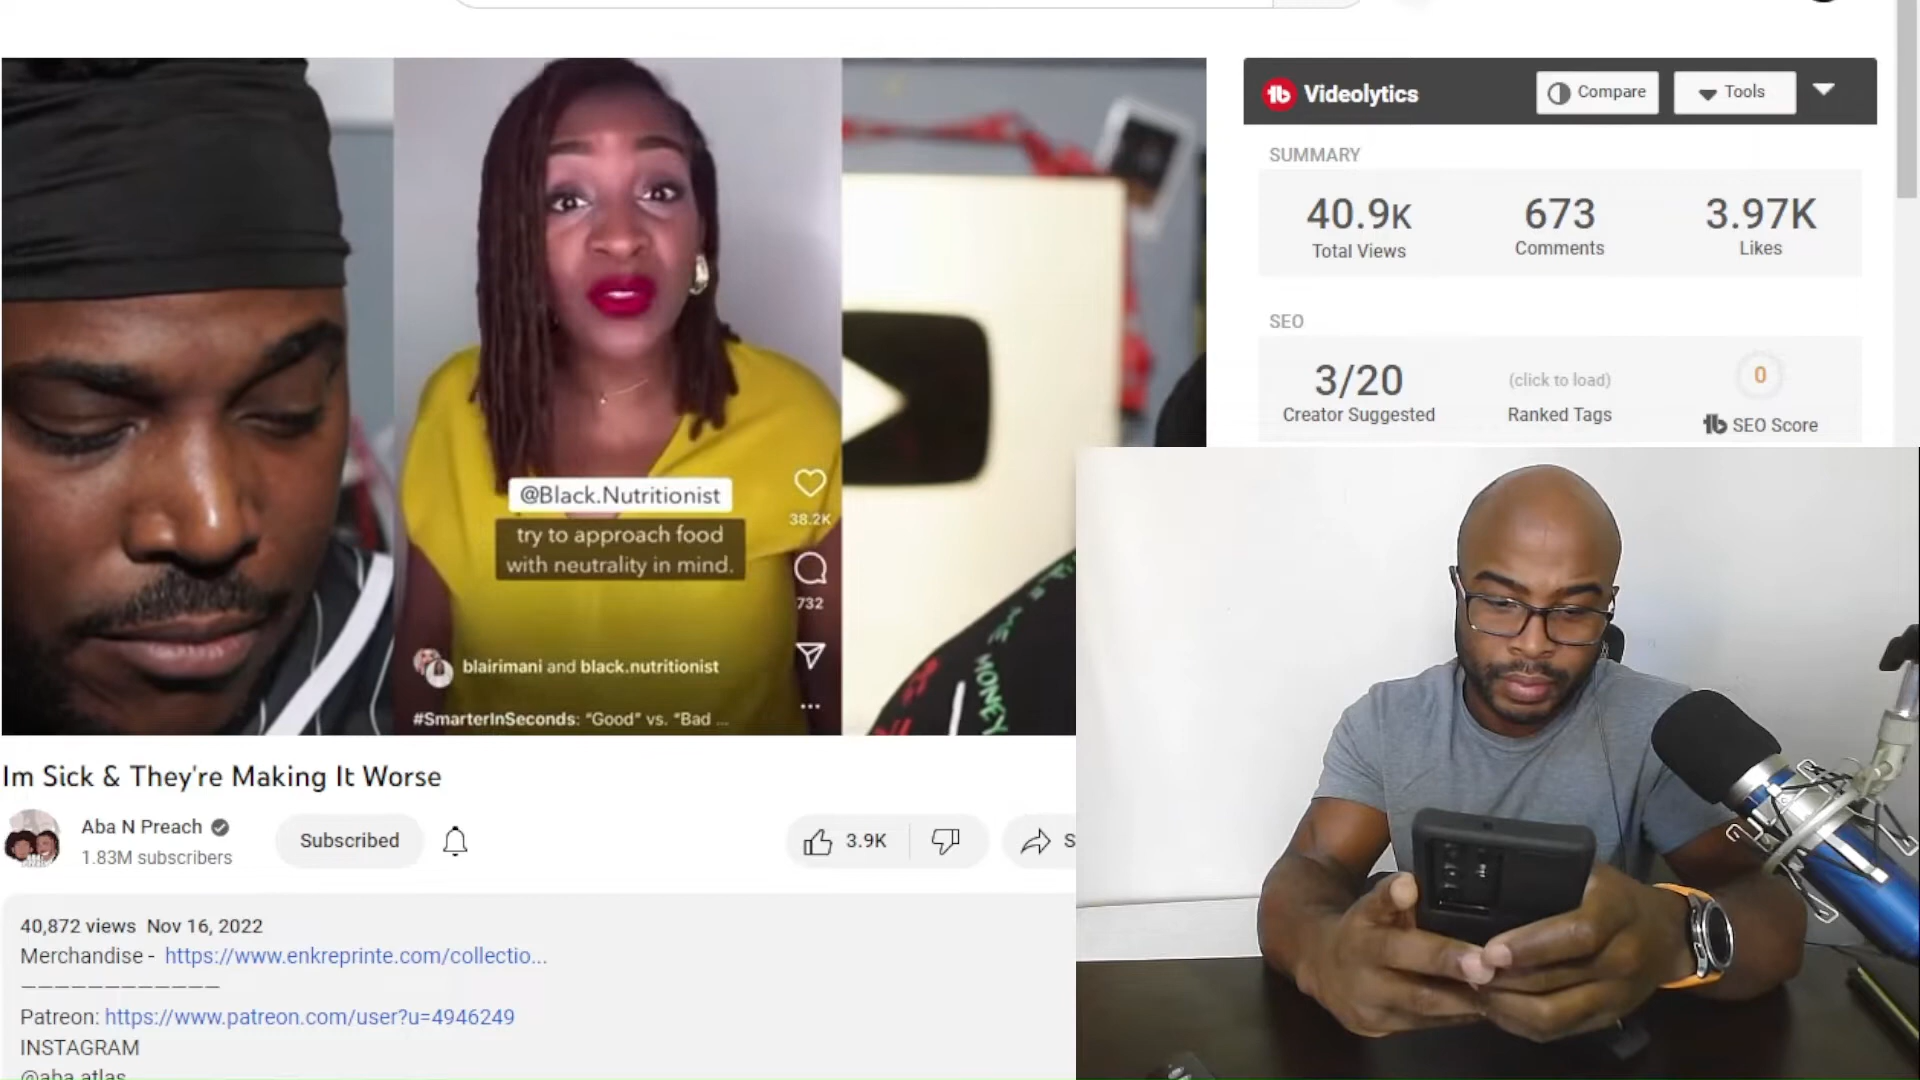 Videolytics
Compare
Tools
SUMMARY
40.9K
Total Views
673
Comments
3.97K
Likes
SEO
3/20
Creator Suggested
(click to load)
Ranked Tags
0
SEO Score
@Black.Nutritionist
try to approach food
with neutrality in mind.
38.2K
732
blairimani and black.nutritionist
#SmarterInSeconds: “Good” vs. “Bad ...
MONEY
Im Sick & They're Making It Worse
Aba N Preach
1.83M subscribers
Subscribed
3.9K
S
40,872 views Nov 16, 2022
Merchandise - https://www.enkreprinte.com/collectio...
————————————
Patreon: https://www.patreon.com/user?u=4946249
INSTAGRAM
@aba.atlas